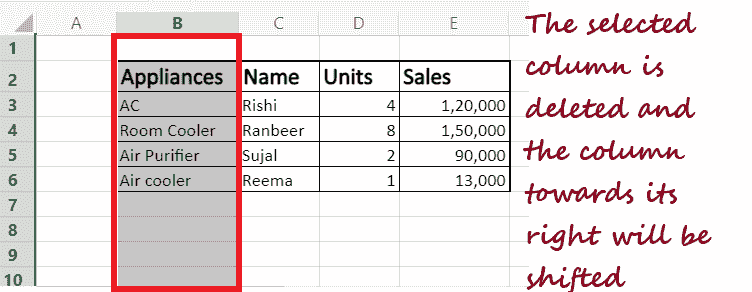 A B C D E
1
2 Appliances Name Units Sales
3 AC Rishi 4 1,20,000
4 Room Cooler Ranbeer 8 1,50,000
5 Air Purifier Sujal 2 90,000
6 Air cooler Reema 1 13,000
7
8
9
10
The selected
column is
deleted and
the column
towards its
right will be
shifted